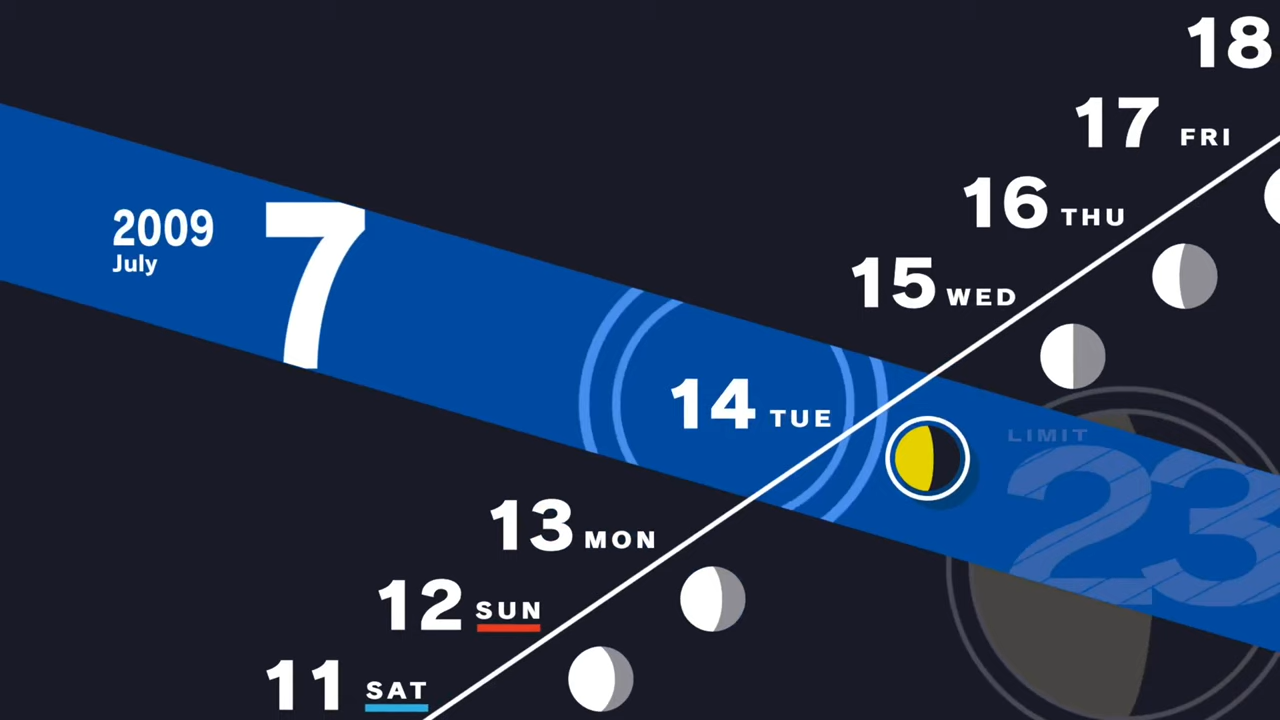 18
17 FRI
16 THU
15 WED
2009
July
7
14 TUE
LIMIT
23
13 MON
12 SUN
11 SAT